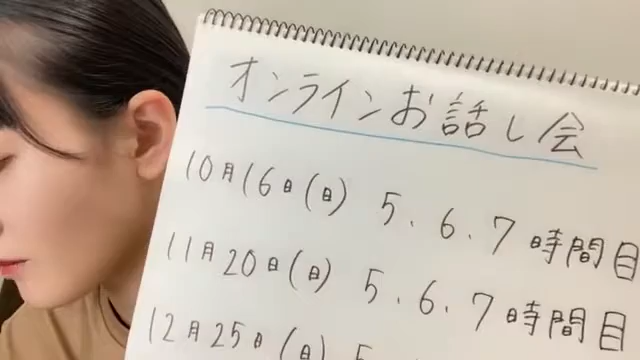 オンラインお話し会
10月16日(日) 5、6、7時間目
11月20日(日) 5、6、7時間目
12月25日(日) 5